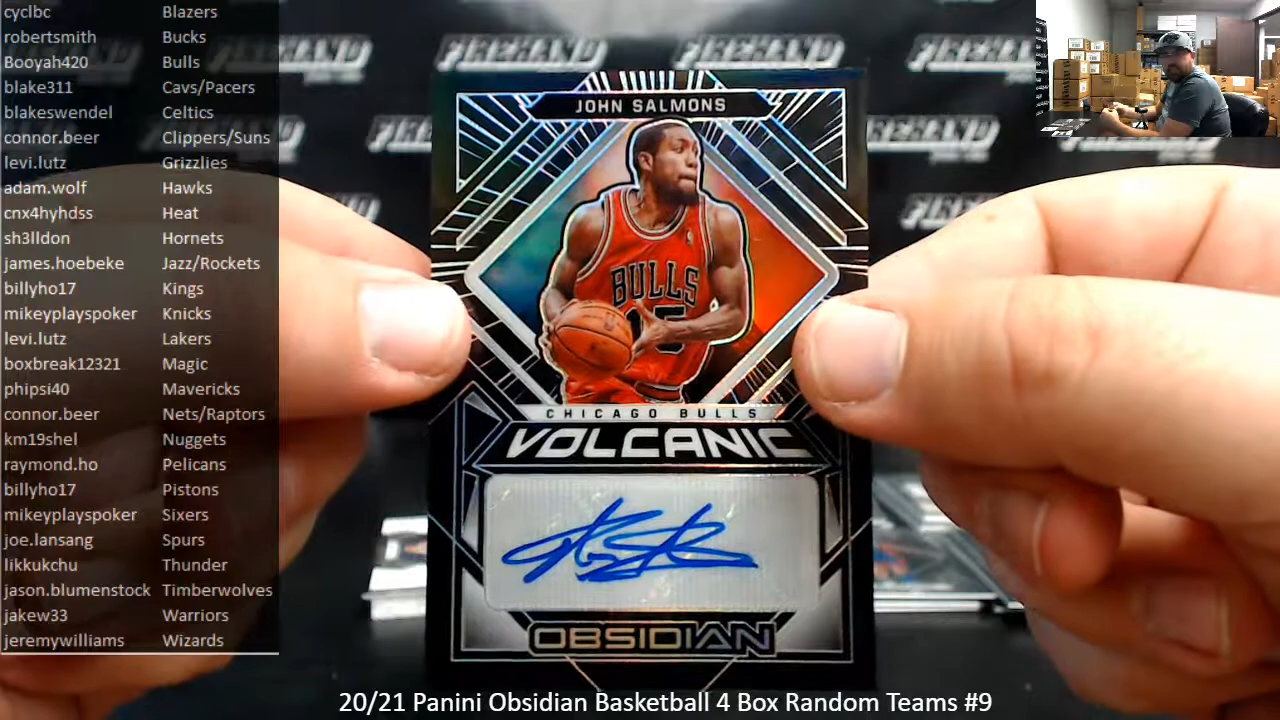 cyclbc Blazers
robertsmith Bucks
Booyah420 Bulls
blake311 Cavs/Pacers
blakeswendel Celtics
connor.beer Clippers/Suns
levi.lutz Grizzlies
adam.wolf Hawks
cnx4hyhdss Heat
sh3lldon Hornets
james.hoebeke Jazz/Rockets
billyho17 Kings
mikeyplayspoker Knicks
levi.lutz Lakers
boxbreak12321 Magic
phipsi40 Mavericks
connor.beer Nets/Raptors
km19shel Nuggets
raymond.ho Pelicans
billyho17 Pistons
mikeyplayspoker Sixers
joe.lansang Spurs
likkukchu Thunder
jason.blumenstock Timberwolves
jakew33 Warriors
jeremywilliams Wizards
FIREHAND FIREHAND FIREHAND
JOHN SALMONS
BULLS
15
CHICAGO BULLS
VOLCANIC
OBSIDIAN
20/21 Panini Obsidian Basketball 4 Box Random Teams #9